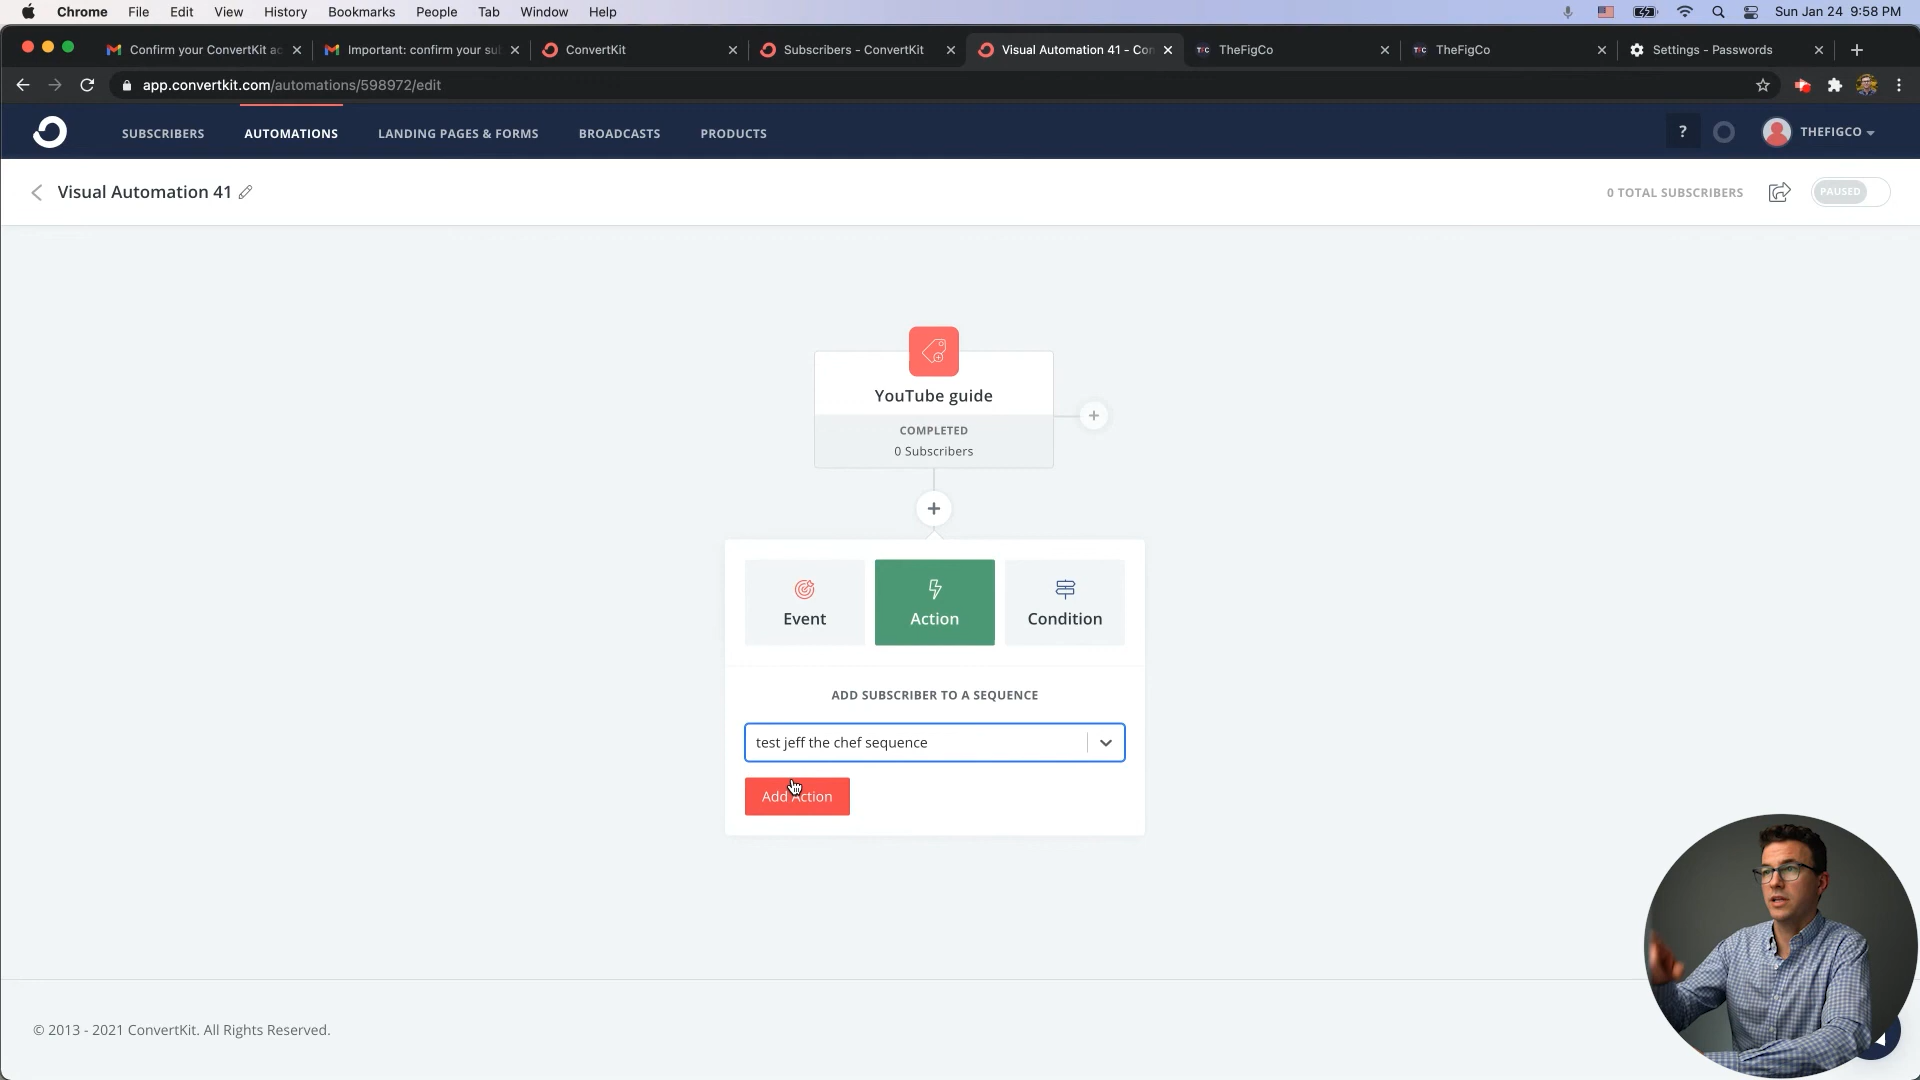 Chrome File Edit View History Bookmarks People Tab Window Help Sun Jan 24 9:58 PM
Confirm your ConvertKit ac Important: confirm your sub ConvertKit Subscribers - ConvertKit Visual Automation 41 - Con TheFigCo TheFigCo Settings - Passwords
app.convertkit.com/automations/598972/edit
SUBSCRIBERS AUTOMATIONS LANDING PAGES & FORMS BROADCASTS PRODUCTS ? THEFIGCO
Visual Automation 41 0 TOTAL SUBSCRIBERS PAUSED
YouTube guide
COMPLETED
0 Subscribers
Event Action Condition
ADD SUBSCRIBER TO A SEQUENCE
test jeff the chef sequence
Add Action
© 2013 - 2021 ConvertKit. All Rights Reserved.